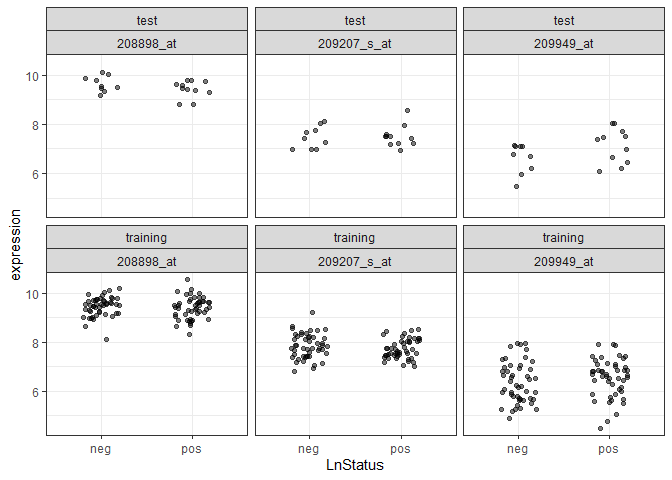 test test test
208898_at 209207_s_at 209949_at
10
8
6
expression
training training training
208898_at 209207_s_at 209949_at
10
8
6
neg pos neg pos neg pos
LnStatus